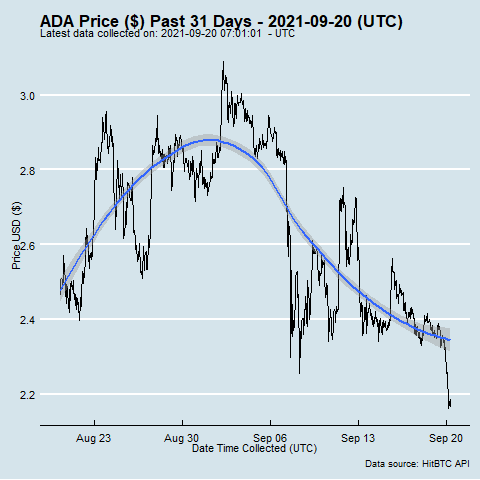 ADA Price ($) Past 31 Days - 2021-09-20 (UTC)
Latest data collected on: 2021-09-20 07:01:01 - UTC
Price USD ($)
3.0
2.8
2.6
2.4
2.2
Aug 23 Aug 30 Sep 06 Sep 13 Sep 20
Date Time Collected (UTC)
Data source: HitBTC API